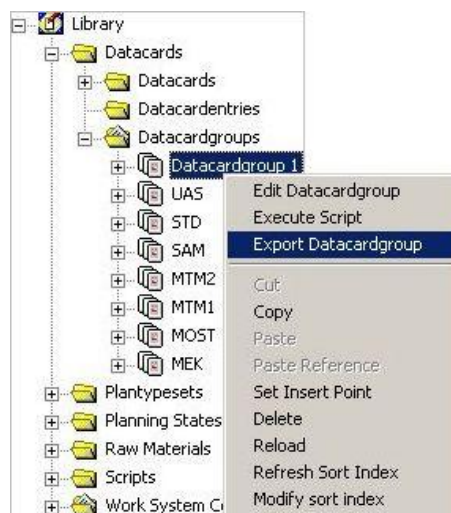 Library
Datacards
Datacards
Datacardentries
Datacardgroups
Datacardgroup 1
UAS
STD
SAM
MTM2
MTM1
MOST
MEK
Plantypesets
Planning States
Raw Materials
Scripts
Work System
Edit Datacardgroup
Execute Script
Export Datacardgroup
Cut
Copy
Paste
Paste Reference
Set Insert Point
Delete
Reload
Refresh Sort Index
Modify sort index